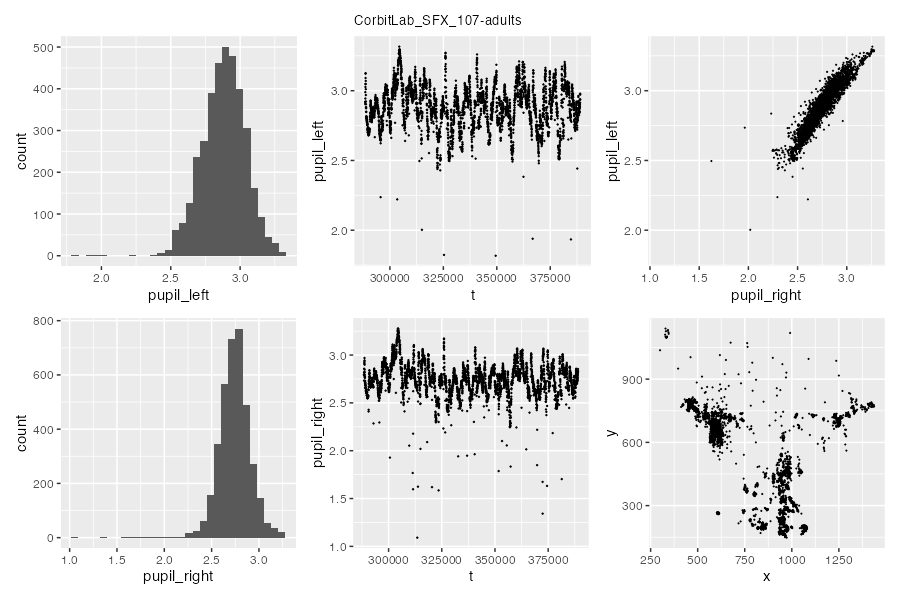 CorbitLab_SFX_107-adults
500
400
300
200
100
0
count
2.0 2.5 3.0
pupil_left
3.0
2.5
2.0
pupil_left
300000 325000 350000 375000
t
3.0
2.5
2.0
pupil_left
1.0 1.5 2.0 2.5 3.0
pupil_right
800
600
400
200
0
count
1.0 1.5 2.0 2.5 3.0
pupil_right
3.0
2.5
2.0
1.5
1.0
pupil_right
300000 325000 350000 375000
t
900
600
300
y
250 500 750 1000 1250
x